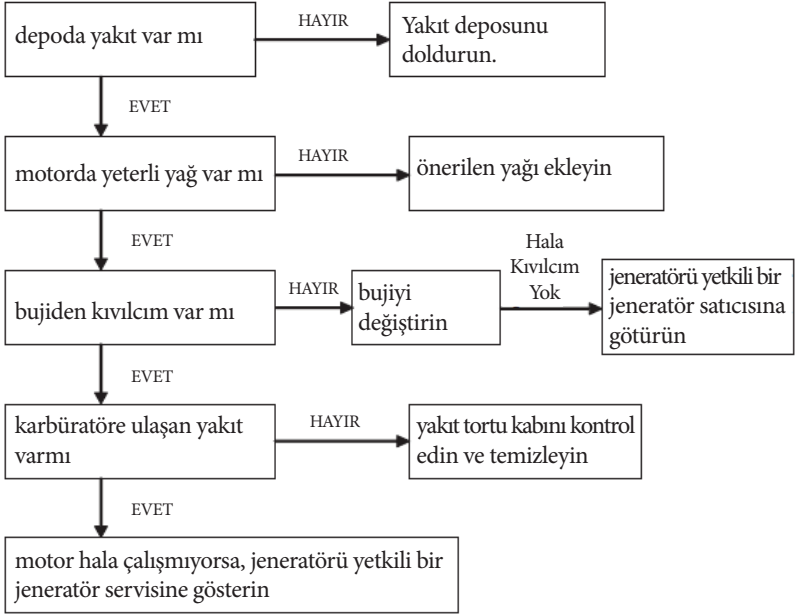 depoda yakıt var mı
HAYIR
Yakıt deposunu
doldurun.
EVET
motorda yeterli yağ var mı
HAYIR
önerilen yağı ekleyin
EVET
bujiden kıvılcım var mı
HAYIR
bujiyi
değiştirin
Hala
Kıvılcım
Yok
jeneratörü yetkili bir
jeneratör satıcısına
götürün
EVET
karbüratöre ulaşan yakıt
varmı
HAYIR
yakıt tortu kabını kontrol
edin ve temizleyin
EVET
motor hala çalışmıyorsa, jeneratörü yetkili bir
jeneratör servisine gösterin